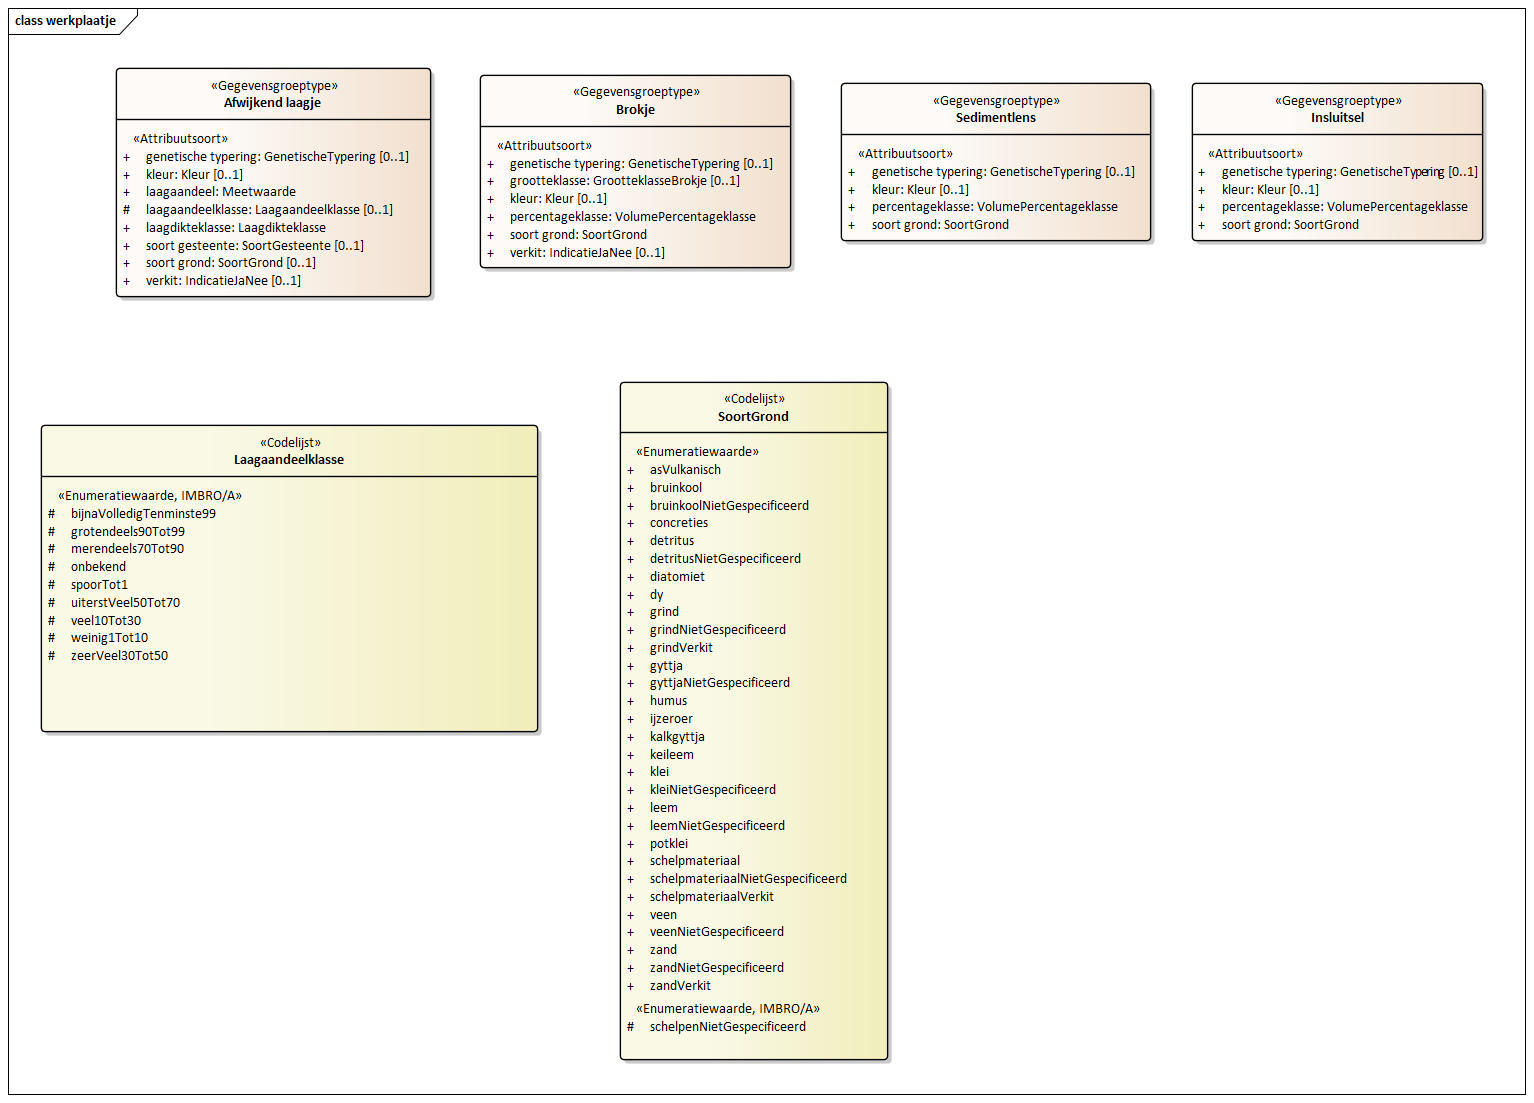 class werkplaatje
«Gegevensgroeptype»
Afwijkend laagje
«Attribuutsoort»
+ genetische typering: GenetischeTypering [0..1]
+ kleur: Kleur [0..1]
+ laagaandeel: Meetwaarde
# laagaandeelklasse: Laagaandeelklasse [0..1]
+ laagdikteklasse: Laagdikteklasse
+ soort gesteente: SoortGesteente [0..1]
+ soort grond: SoortGrond [0..1]
+ verkit: IndicatieJaNee [0..1]
«Gegevensgroeptype»
Brokje
«Attribuutsoort»
+ genetische typering: GenetischeTypering [0..1]
+ grootteklasse: GrootteklasseBrokje [0..1]
+ kleur: Kleur [0..1]
+ percentageklasse: VolumePercentageklasse
+ soort grond: SoortGrond
+ verkit: IndicatieJaNee [0..1]
«Gegevensgroeptype»
Sedimentlens
«Attribuutsoort»
+ genetische typering: GenetischeTypering [0..1]
+ kleur: Kleur [0..1]
+ percentageklasse: VolumePercentageklasse
+ soort grond: SoortGrond
«Gegevensgroeptype»
Insluitsel
«Attribuutsoort»
+ genetische typering: GenetischeTypering [0..1]
+ kleur: Kleur [0..1]
+ percentageklasse: VolumePercentageklasse
+ soort grond: SoortGrond
«Codelijst»
Laagaandeelklasse
«Enumeratiewaarde, IMBRO/A»
# bijnaVolledigTenminste99
# grotendeels90Tot99
# merendeels70Tot90
# onbekend
# spoorTot1
# uiterstVeel50Tot70
# veel10Tot30
# weinig1Tot10
# zeerVeel30Tot50
«Codelijst»
SoortGrond
«Enumeratiewaarde»
+ asVulkanisch
+ bruinkool
+ bruinkoolNietGespecificeerd
+ concreties
+ detritus
+ detritusNietGespecificeerd
+ diatomiet
+ dy
+ grind
+ grindNietGespecificeerd
+ grindVerkit
+ gyttja
+ gyttjaNietGespecificeerd
+ humus
+ ijzeroer
+ kalkgyttja
+ keileem
+ klei
+ kleiNietGespecificeerd
+ leem
+ leemNietGespecificeerd
+ potklei
+ schelpmateriaal
+ schelpmateriaalNietGespecificeerd
+ schelpmateriaalVerkit
+ veen
+ veenNietGespecificeerd
+ zand
+ zandNietGespecificeerd
+ zandVerkit
«Enumeratiewaarde, IMBRO/A»
# schelpenNietGespecificeerd